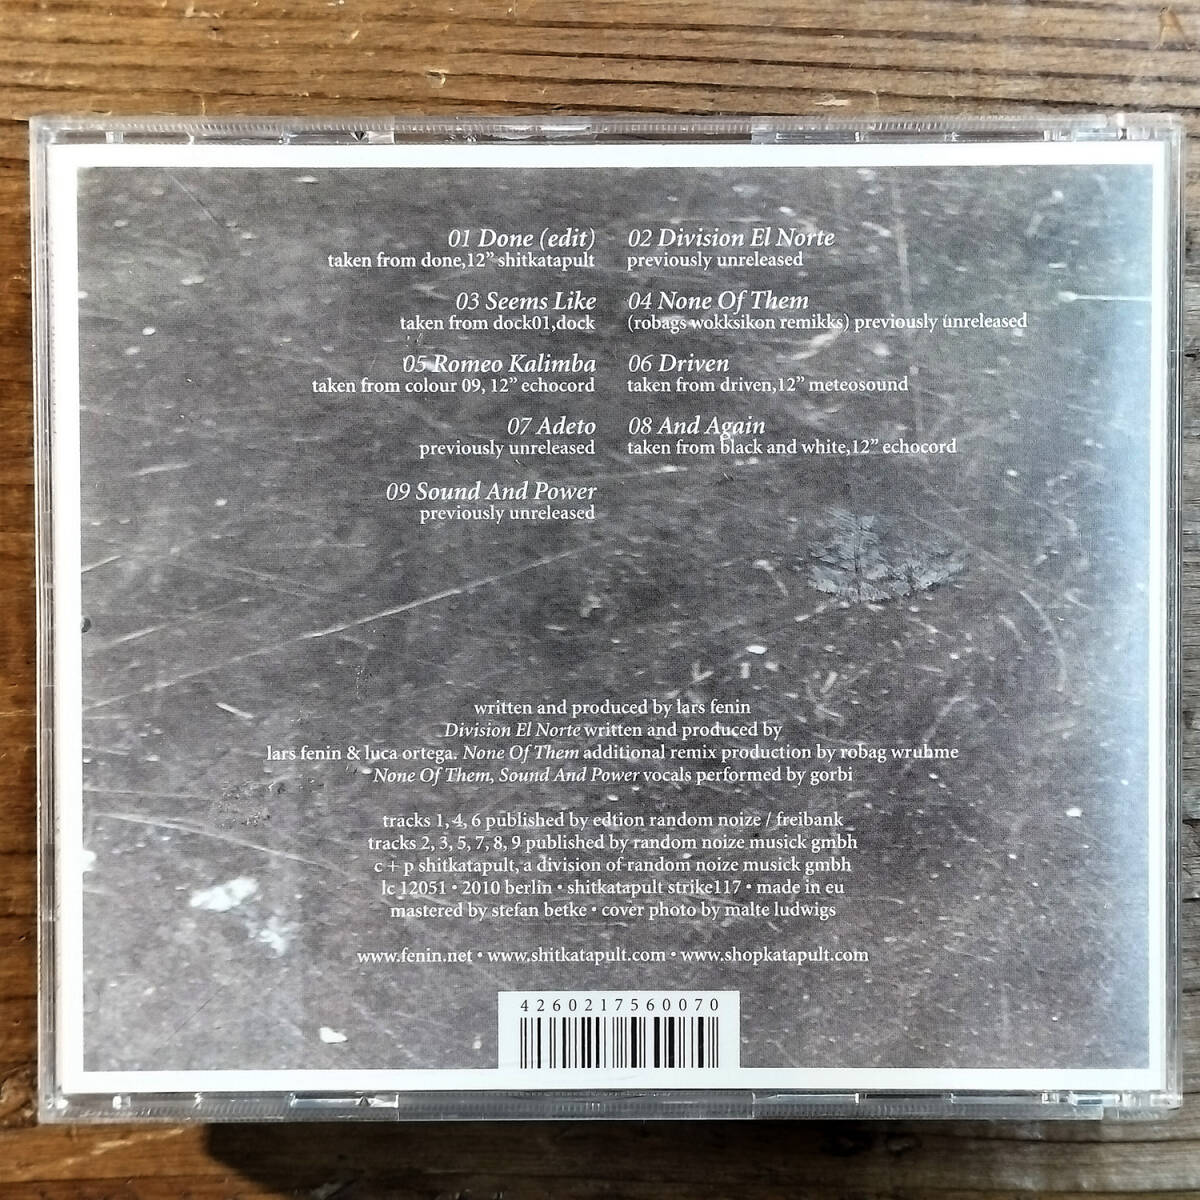 01 Done (edit)
taken from done,12” shitkatapult
02 Division El Norte
previously unreleased
03 Seems Like
taken from dock01,dock
04 None Of Them
(robags wokksikon remikks) previously unreleased
05 Romeo Kalimba
taken from colour 09, 12” echocord
06 Driven
taken from driven,12” meteosound
07 Adeto
previously unreleased
08 And Again
taken from black and white,12” echocord
09 Sound And Power
previously unreleased
written and produced by lars fenin
Division El Norte written and produced by
lars fenin & luca ortega. None Of Them additional remix production by robag wruhme
None Of Them, Sound And Power vocals performed by gorbi
tracks 1, 4, 6 published by edtion random noize / freibank
tracks 2, 3, 5, 7, 8, 9 published by random noize musick gmbh
c + p shitkatapult, a division of random noize musick gmbh
lc 12051 • 2010 berlin • shitkatapult strike117 • made in eu
mastered by stefan betke • cover photo by malte ludwigs
www.fenin.net • www.shitkatapult.com • www.shopkatapult.com
4260217560070